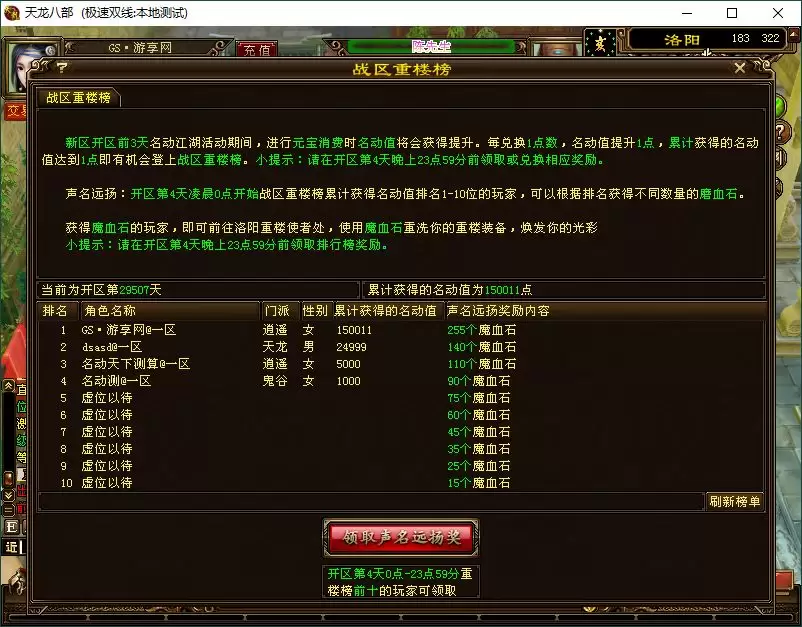 天龙八部 (极速双线:本地测试)
GS·游享网
充值
陈先生
亥
洛阳
183 322
?
战区重楼榜
交易
战区重楼榜
新区开区前3天名动江湖活动期间，进行元宝消费时名动值将会获得提升。每兑换1点数，名动值提升1点，累计获得的名动
值达到1点即有机会登上战区重楼榜。小提示：请在开区第4天晚上23点59分前领取或兑换相应奖励。
声名远扬：开区第4天凌晨0点开始战区重楼榜累计获得名动值排名1-10位的玩家，可以根据排名获得不同数量的磨血石。
获得魔血石的玩家，即可前往洛阳重楼使者处，使用魔血石重洗你的重楼装备，焕发你的光彩
小提示：请在开区第4天晚上23点59分前领取排行榜奖励。
当前为开区第29507天 累计获得的名动值为150011点
排名 角色名称 门派 性别 累计获得的名动值 声名远扬奖励内容
1 GS·游享网@一区 逍遥 女 150011 255个魔血石
2 dsasd@一区 天龙 男 24999 140个魔血石
3 名动天下测算@一区 逍遥 女 5000 110个魔血石
4 名动测@一区 鬼谷 女 1000 90个魔血石
5 虚位以待 75个魔血石
6 虚位以待 60个魔血石
7 虚位以待 45个魔血石
8 虚位以待 35个魔血石
9 虚位以待 25个魔血石
10 虚位以待 15个魔血石
刷新榜单
领取声名远扬奖
开区第4天0点-23点59分重
楼榜前十的玩家可领取
近